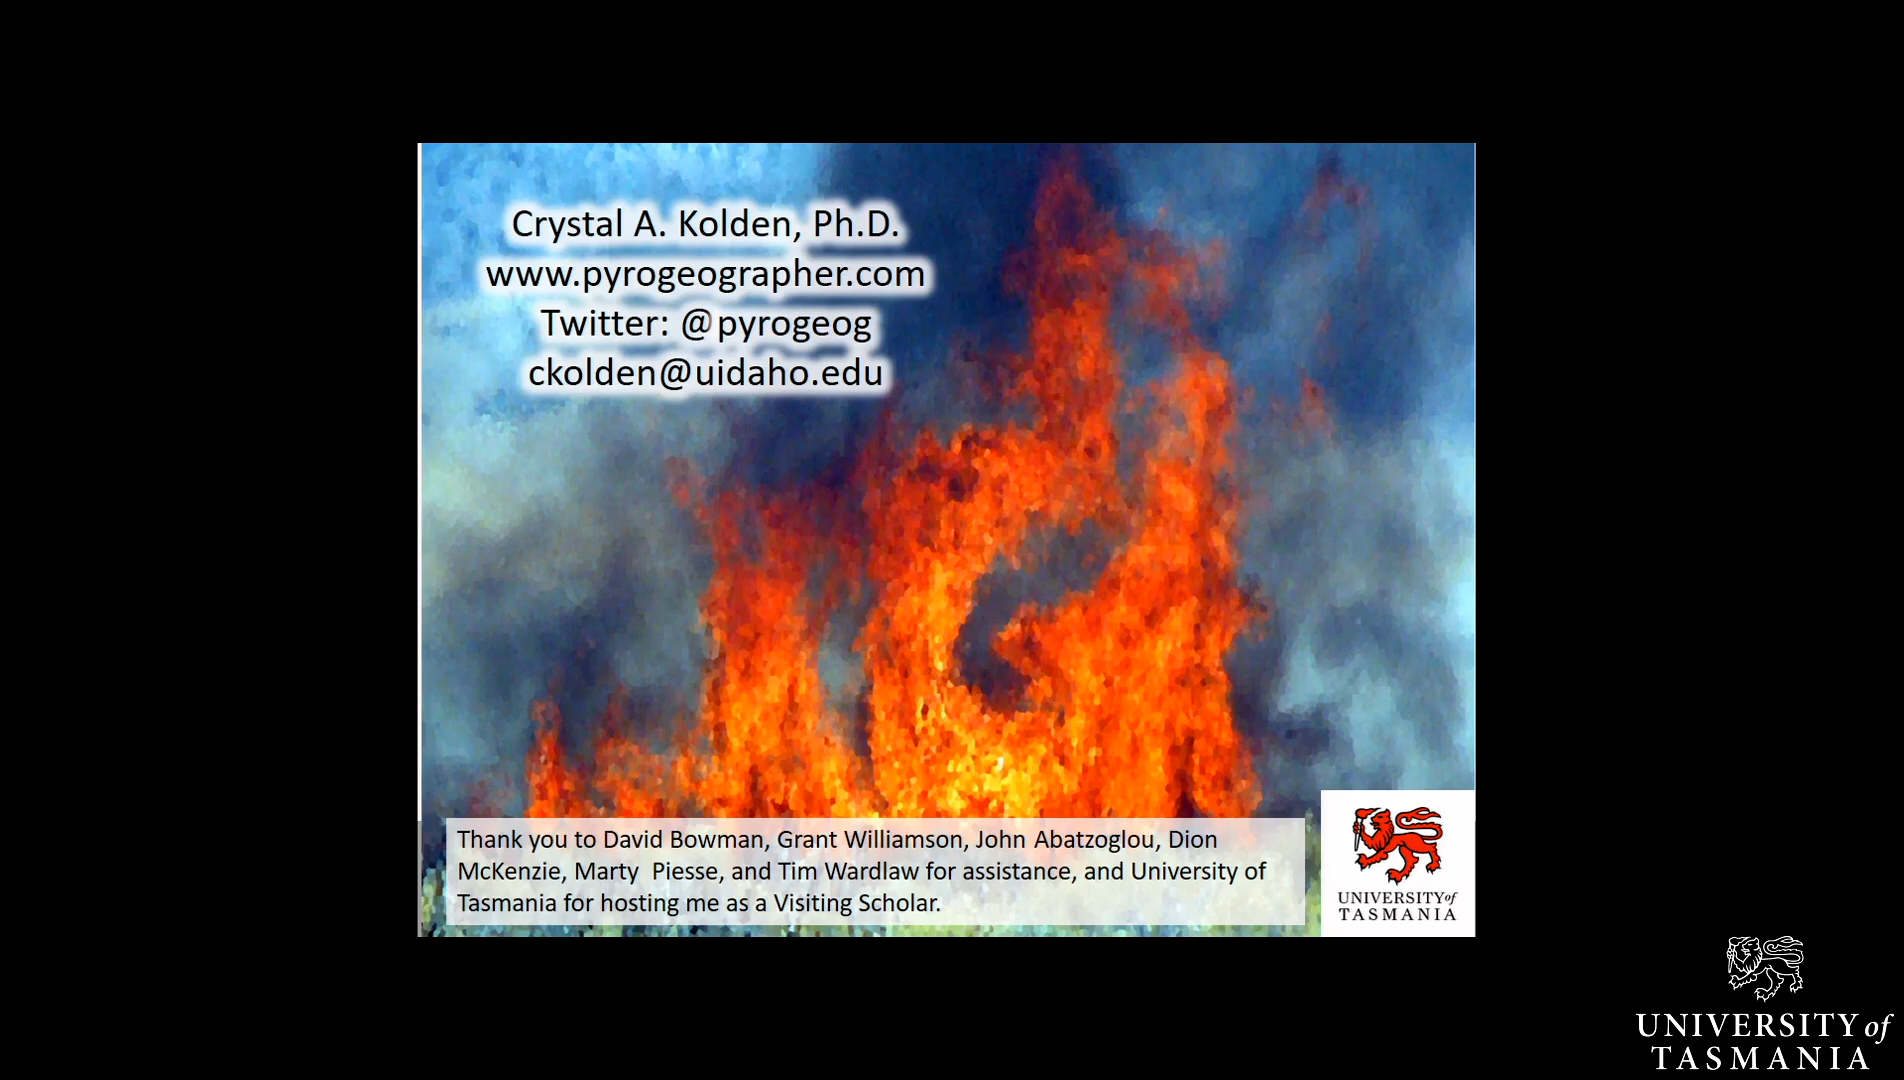 Crystal A. Kolden, Ph.D.
www.pyrogeographer.com
Twitter: @pyrogeog
ckolden@uidaho.edu
Thank you to David Bowman, Grant Williamson, John Abatzoglou, Dion
McKenzie, Marty  Piesse, and Tim Wardlaw for assistance, and University of
Tasmania for hosting me as a Visiting Scholar.
UNIVERSITY of
TASMANIA
UNIVERSITY of
TASMANIA